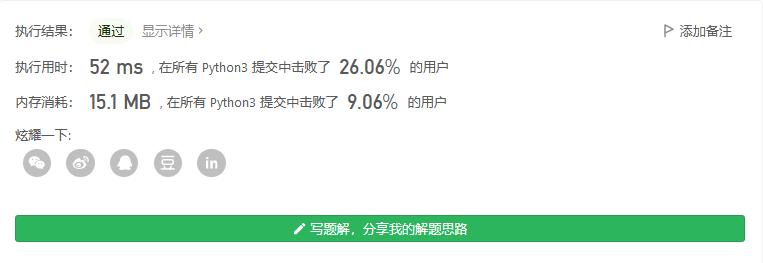 执行结果： 通过 显示详情 › 添加备注
执行用时： 52 ms , 在所有 Python3 提交中击败了 26.06% 的用户
内存消耗： 15.1 MB , 在所有 Python3 提交中击败了 9.06% 的用户
炫耀一下:
豆 in
写题解，分享我的解题思路